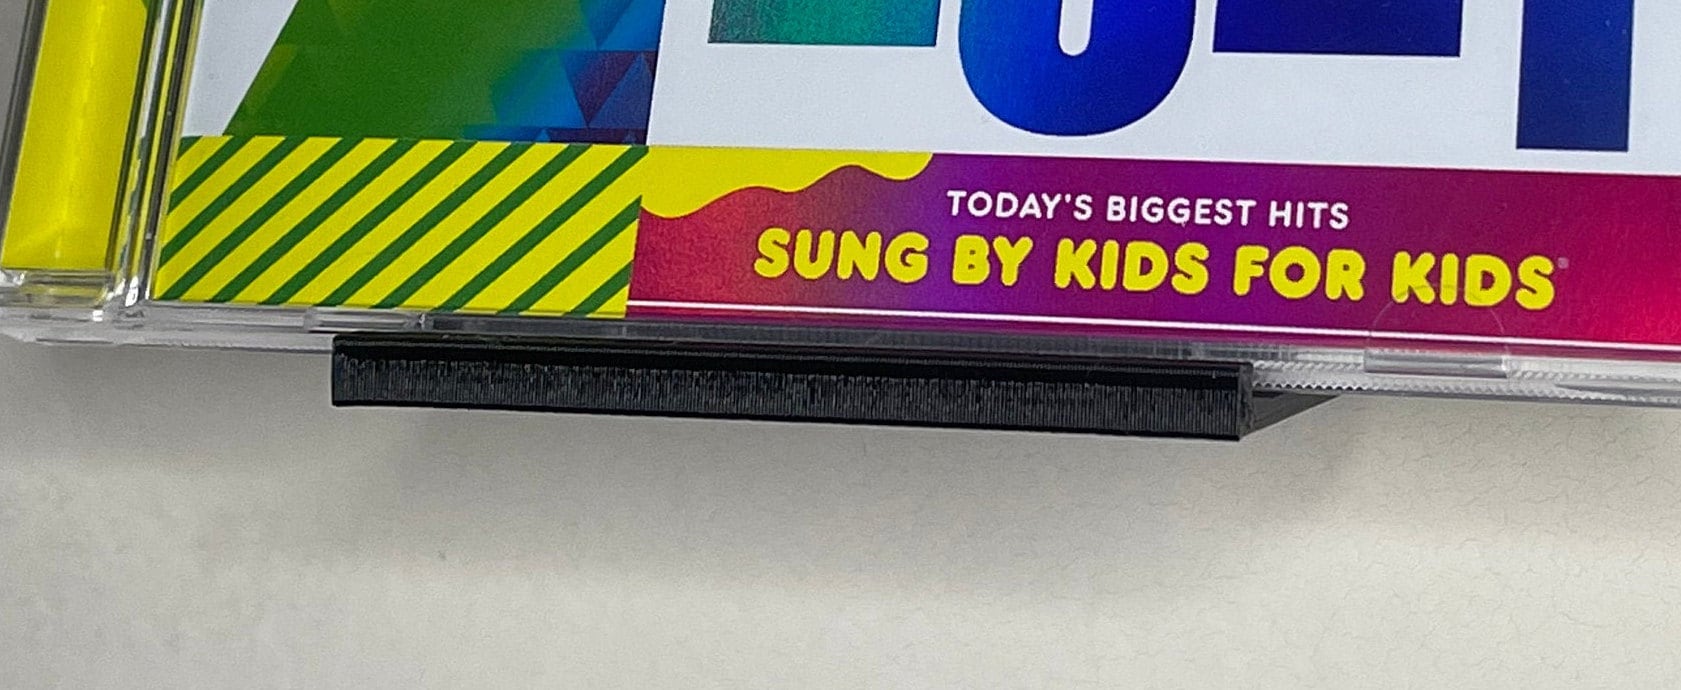 TODAY'S BIGGEST HITS
SUNG BY KIDS FOR KIDS®